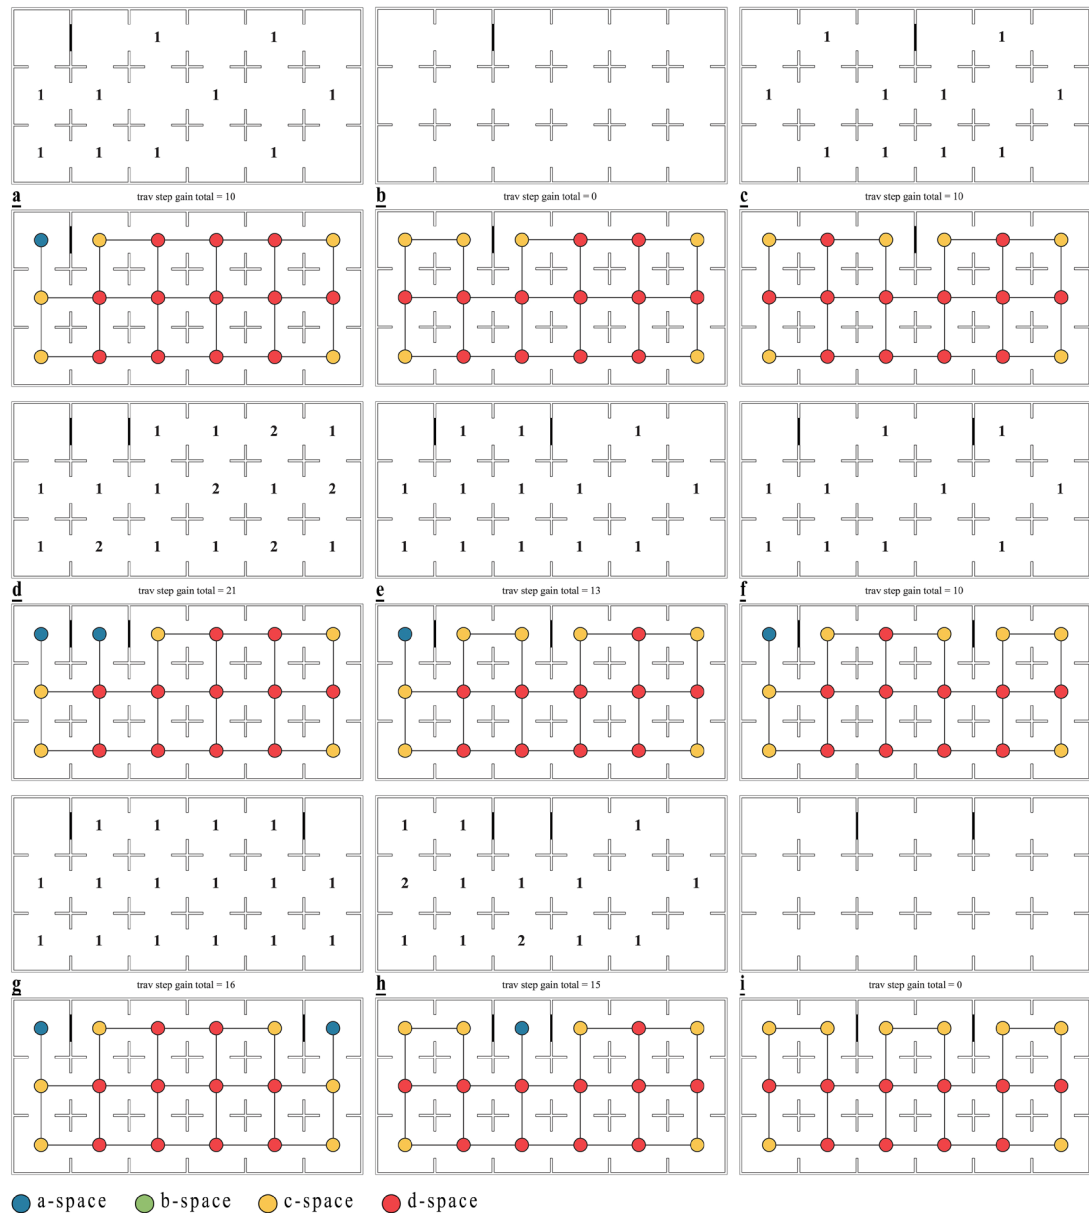 1 1 1
1 1 1 1 1 1 1 1
1 1 1 1 1 1 1 1
a trav step gain total = 10 b trav step gain total = 0 c trav step gain total = 10
1 1 2 1 1 1 1 1 1
1 1 1 2 1 2 1 1 1 1 1 1 1 1 1
1 2 1 1 2 1 1 1 1 1 1 1 1 1 1
d trav step gain total = 21 e trav step gain total = 13 f trav step gain total = 10
1 1 1 1 1 1 1
1 1 1 1 1 1 2 1 1 1 1
1 1 1 1 1 1 1 1 2 1 1
g trav step gain total = 16 h trav step gain total = 15 i trav step gain total = 0
a-space b-space c-space d-space